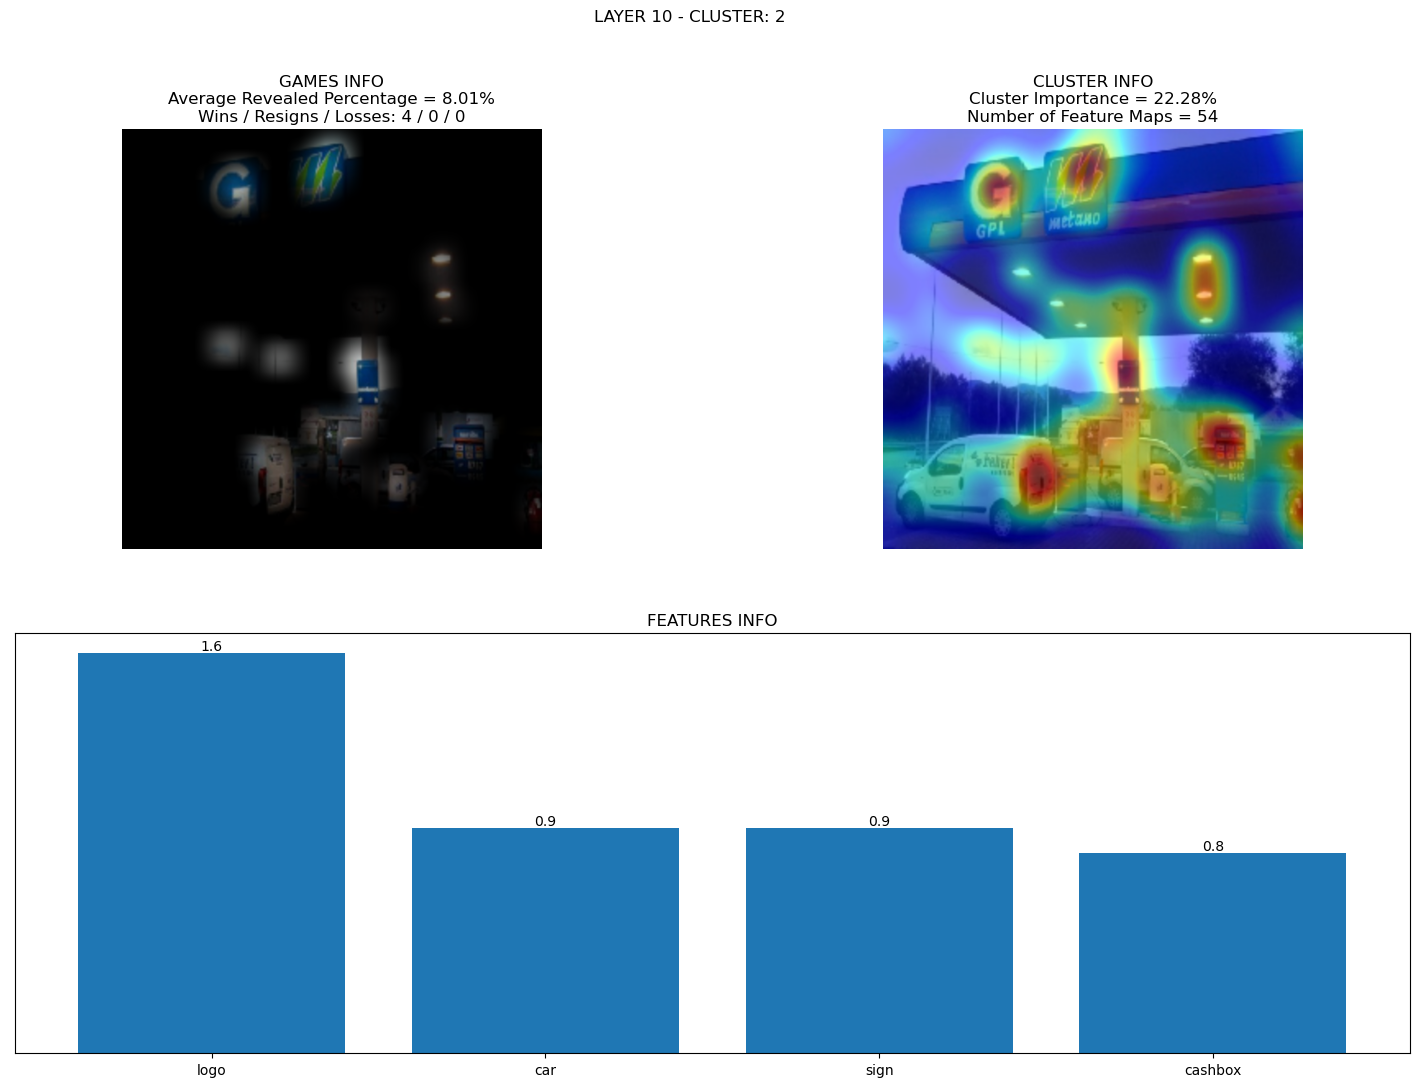 LAYER 10 - CLUSTER: 2
GAMES INFO
Average Revealed Percentage = 8.01%
Wins / Resigns / Losses: 4 / 0 / 0
G
CLUSTER INFO
Cluster Importance = 22.28%
Number of Feature Maps = 54
G
GPL
metano
FEATURES INFO
1.6
0.9
0.9
0.8
logo
car
sign
cashbox